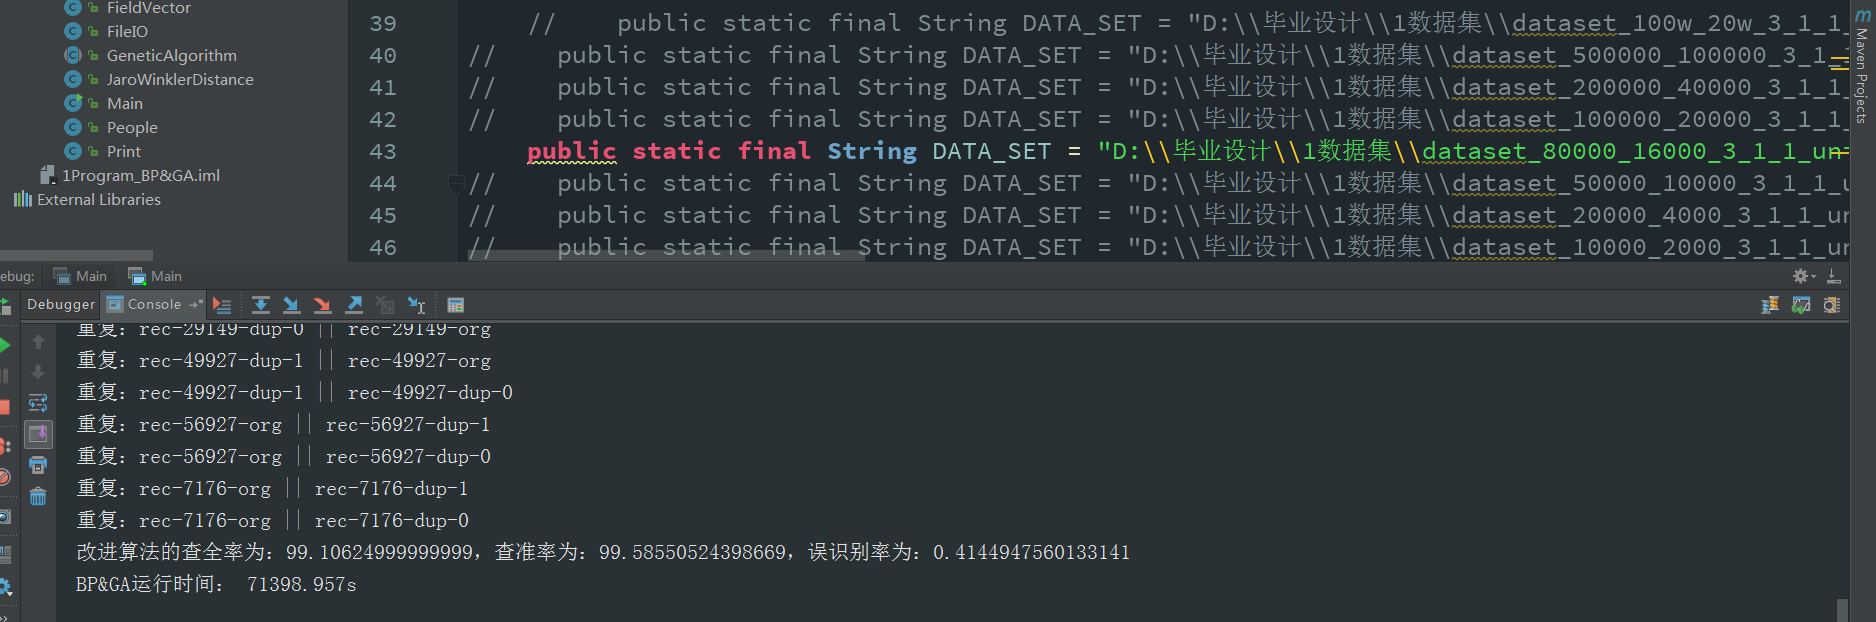 FieldVector
FileIO
GeneticAlgorithm
JaroWinklerDistance
Main
People
Print
1Program_BP&GA.iml
External Libraries
39 // public static final String DATA_SET = "D:\\毕业设计\\1数据集\\dataset_100w_20w_3_1_1_
40 // public static final String DATA_SET = "D:\\毕业设计\\1数据集\\dataset_500000_100000_3_1_
41 // public static final String DATA_SET = "D:\\毕业设计\\1数据集\\dataset_200000_40000_3_1_1_
42 // public static final String DATA_SET = "D:\\毕业设计\\1数据集\\dataset_100000_20000_3_1_1_
43 public static final String DATA_SET = "D:\\毕业设计\\1数据集\\dataset_80000_16000_3_1_1_un
44 // public static final String DATA_SET = "D:\\毕业设计\\1数据集\\dataset_50000_10000_3_1_1_u
45 // public static final String DATA_SET = "D:\\毕业设计\\1数据集\\dataset_20000_4000_3_1_1_un
46 // public static final String DATA_SET = "D:\\毕业设计\\1数据集\\dataset_10000_2000_3_1_1_un
Maven Projects
ebug: Main Main
Debugger Console
重复: rec-29149-dup-0 || rec-29149-org
重复: rec-49927-dup-1 || rec-49927-org
重复: rec-49927-dup-1 || rec-49927-dup-0
重复: rec-56927-org || rec-56927-dup-1
重复: rec-56927-org || rec-56927-dup-0
重复: rec-7176-org || rec-7176-dup-1
重复: rec-7176-org || rec-7176-dup-0
改进算法的查全率为: 99.10624999999999, 查准率为: 99.58550524398669, 误识别率为: 0.4144947560133141
BP&GA运行时间: 71398.957s